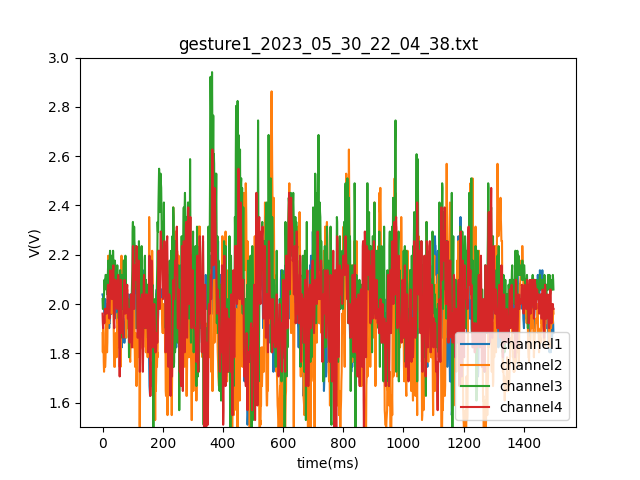 gesture1_2023_05_30_22_04_38.txt
3.0
2.8
2.6
2.4
2.2
2.0
1.8
1.6
V(V)
channel1
channel2
channel3
channel4
0 200 400 600 800 1000 1200 1400
time(ms)